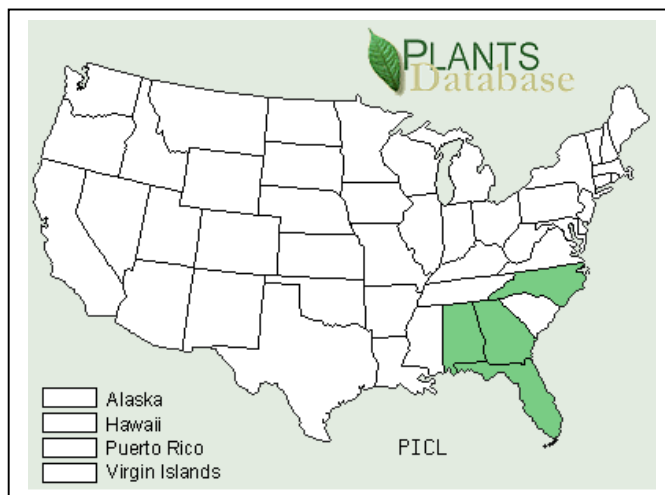 PLANTS
Database
Alaska
Hawaii
Puerto Rico
Virgin Islands
PICL